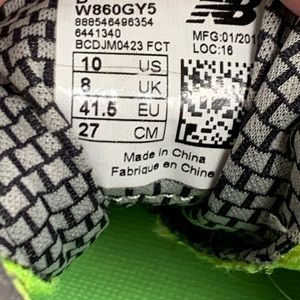 W860GY5
888546496354
6441340
BCDJM0423 FCT
MFG:01/201
LOC:16
10 US
8 UK
41.5 EU
27 CM
Made in China
Fabriqué en Chine